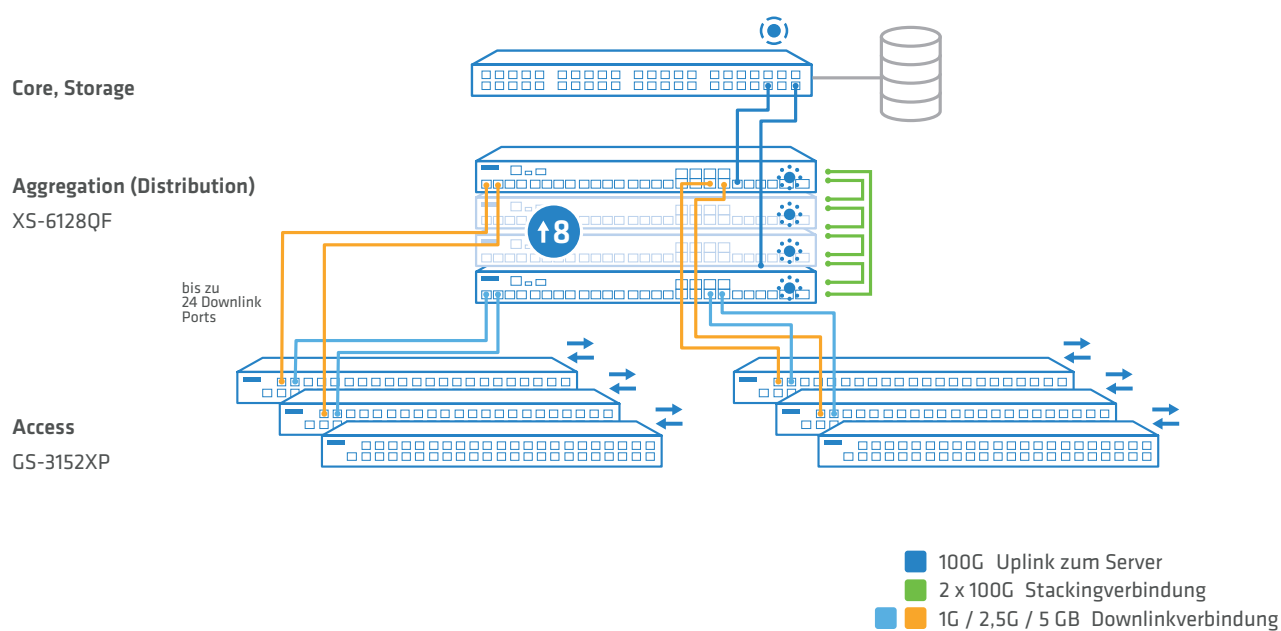 Core, Storage
Aggregation (Distribution)
XS-6128QF
8
bis zu
24 Downlink
Ports
Access
GS-3152XP
100G Uplink zum Server
2 x 100G Stackingverbindung
1G / 2,5G / 5 GB Downlinkverbindung